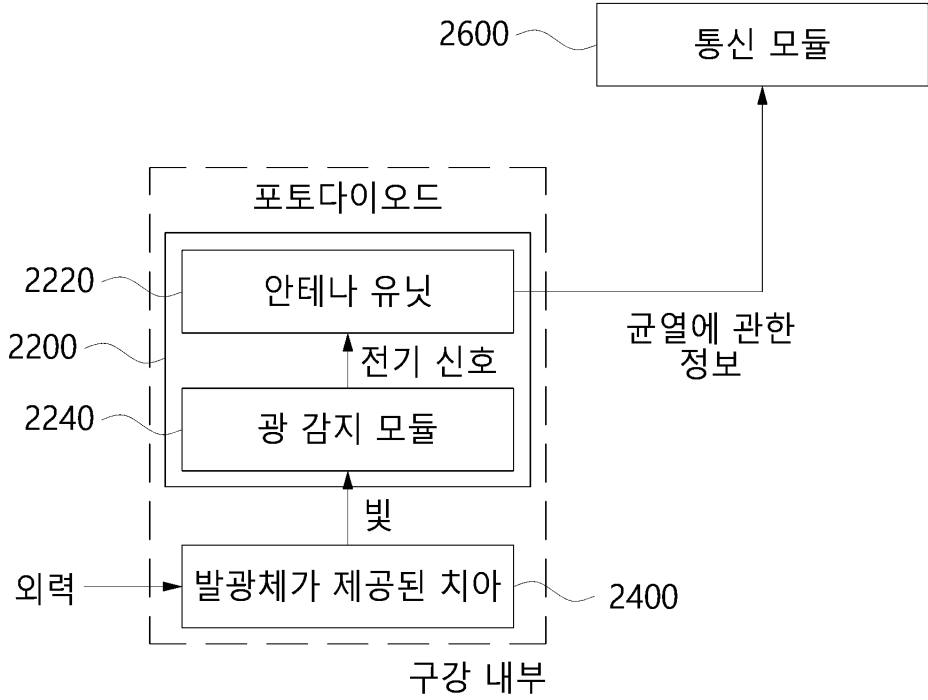 2600
통신 모듈
포토다이오드
2220
안테나 유닛
2200
전기 신호
균열에 관한
정보
2240
광 감지 모듈
빛
외력
발광체가 제공된 치아
2400
구강 내부